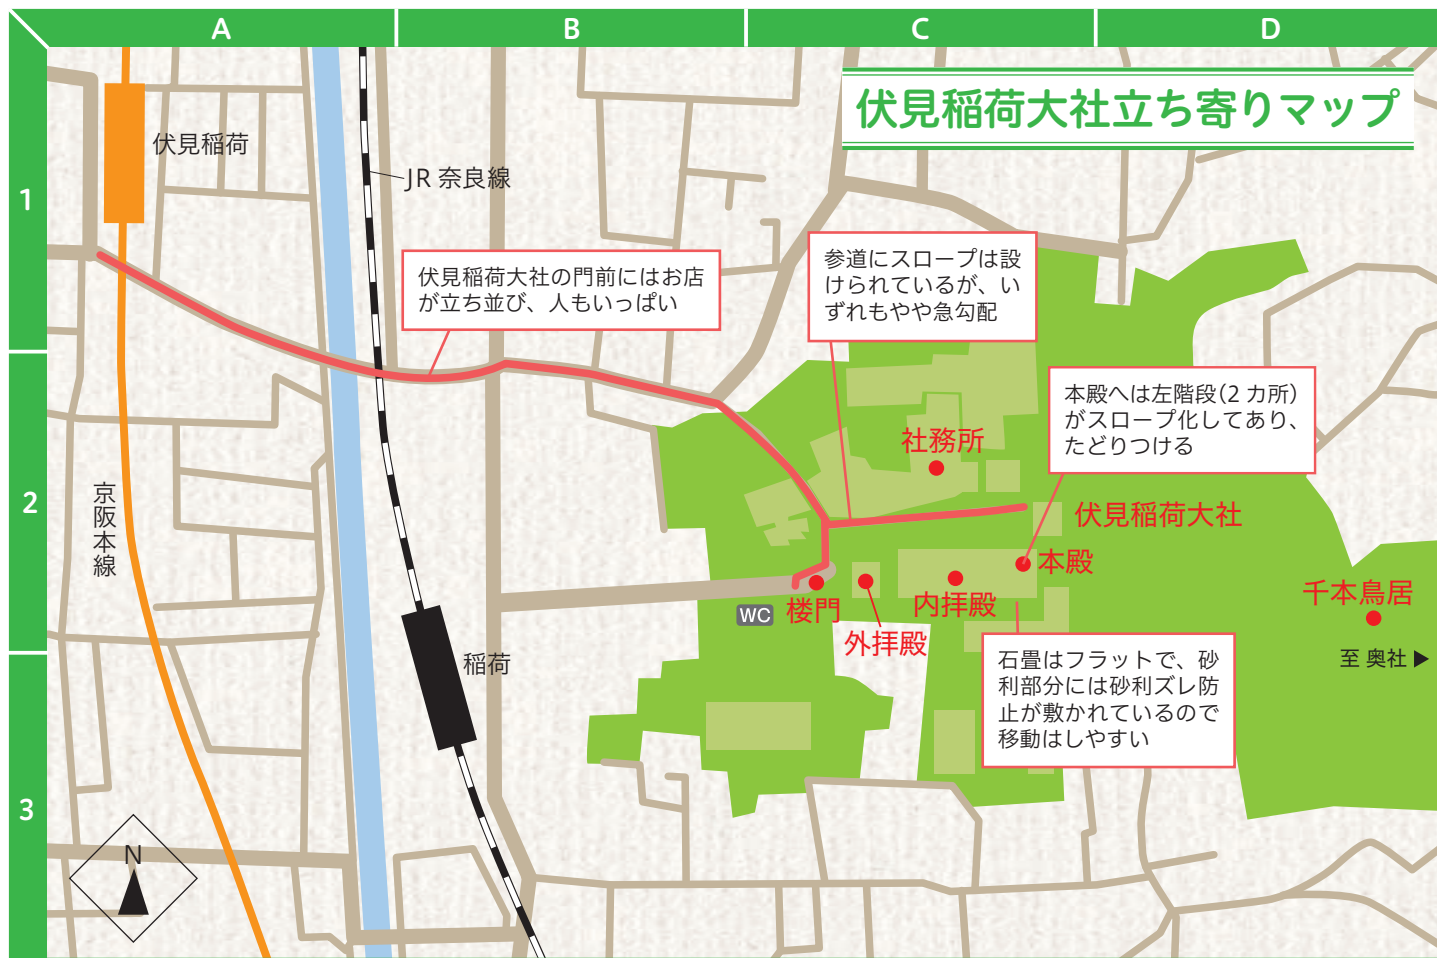 A
B
C
D
1
2
3
伏見稲荷大社立ち寄りマップ
伏見稲荷
JR 奈良線
伏見稲荷大社の門前にはお店
が立ち並び、人もいっぱい
参道にスロープは設
けられているが、い
ずれもやや急勾配
本殿へは左階段(2 カ所)
がスロープ化してあり、
たどりつける
社務所
伏見稲荷大社
京阪本線
本殿
千本鳥居
内拝殿
楼門
WC
外拝殿
至 奥社
稲荷
石畳はフラットで、砂
利部分には砂利ズレ防
止が敷かれているので
移動はしやすい
N